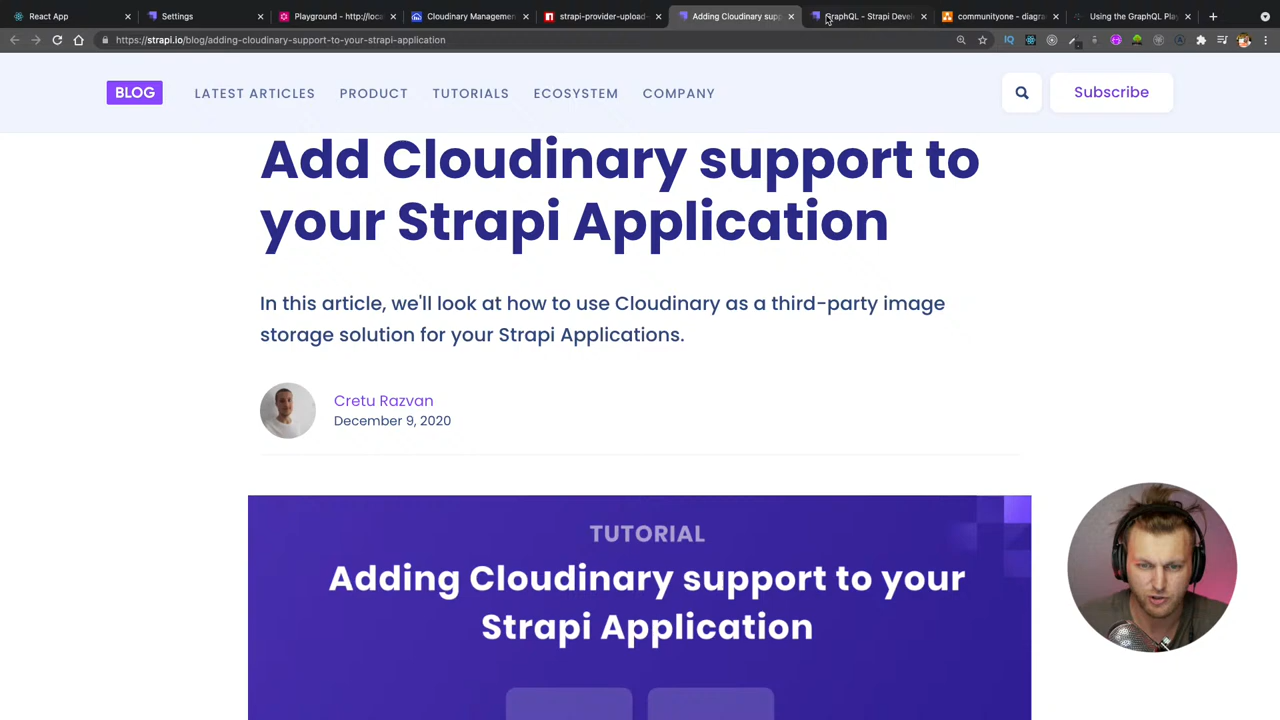 React App
Settings
Playground - http://loca
Cloudinary Managemen
strapi-provider-upload-
Adding Cloudinary supp
GraphQL - Strapi Devel
communityone - diagra
Using the GraphQL Play
https://strapi.io/blog/adding-cloudinary-support-to-your-strapi-application
IQ
BLOG
LATEST ARTICLES
PRODUCT
TUTORIALS
ECOSYSTEM
COMPANY
Subscribe
Add Cloudinary support to
your Strapi Application
In this article, we'll look at how to use Cloudinary as a third-party image
storage solution for your Strapi Applications.
Cretu Razvan
December 9, 2020
TUTORIAL
Adding Cloudinary support to your
Strapi Application